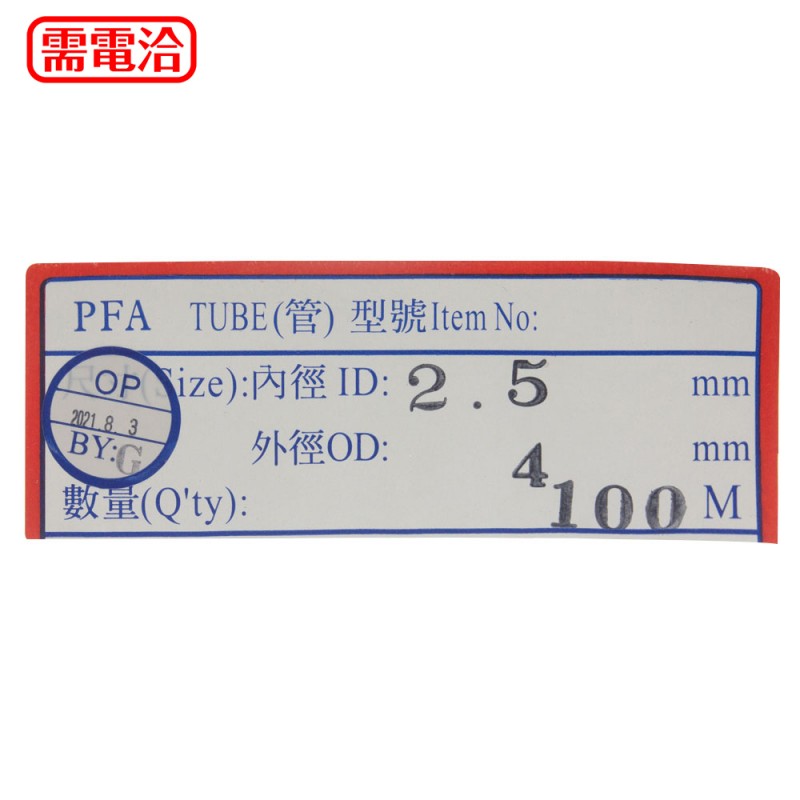 需電洽
PFA TUBE(管) 型號Item No:
Size):內徑 ID: 2.5 mm
OP
2021.8.3
BY:G
外徑OD: 4 mm
數量(Q'ty): 100 M